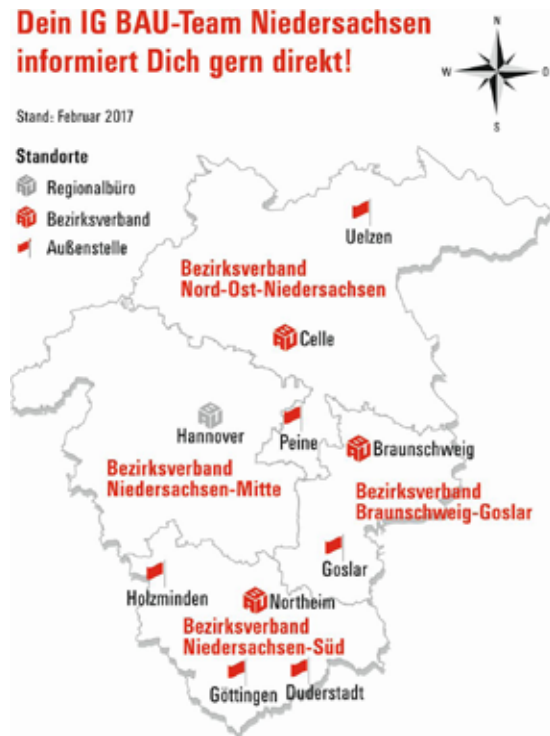 Dein IG BAU-Team Niedersachsen
informiert Dich gern direkt!
N
W
O
S
Stand: Februar 2017
Standorte
Regionalbüro
Bezirksverband
Außenstelle
Uelzen
Bezirksverband
Nord-Ost-Niedersachsen
Celle
Hannover
Peine
Braunschweig
Bezirksverband
Niedersachsen-Mitte
Bezirksverband
Braunschweig-Goslar
Goslar
Holzminden
Northeim
Bezirksverband
Niedersachsen-Süd
Göttingen
Duderstadt